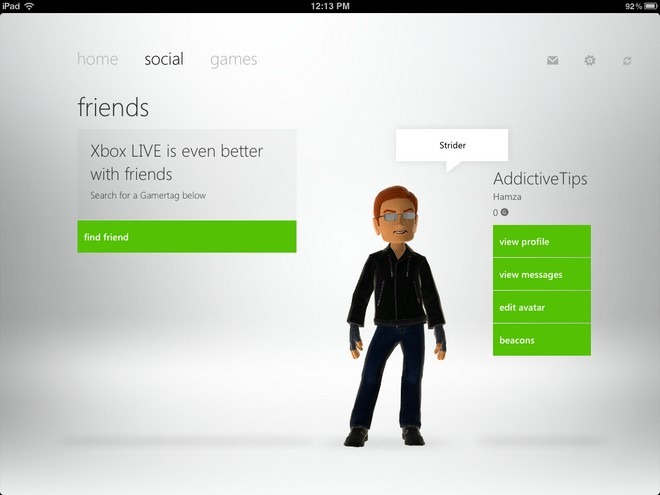 iPad 12:13 PM 92%
home social games
friends
Xbox LIVE is even better
with friends
Search for a Gamertag below
find friend
Strider
AddictiveTips
Hamza
0 G
view profile
view messages
edit avatar
beacons